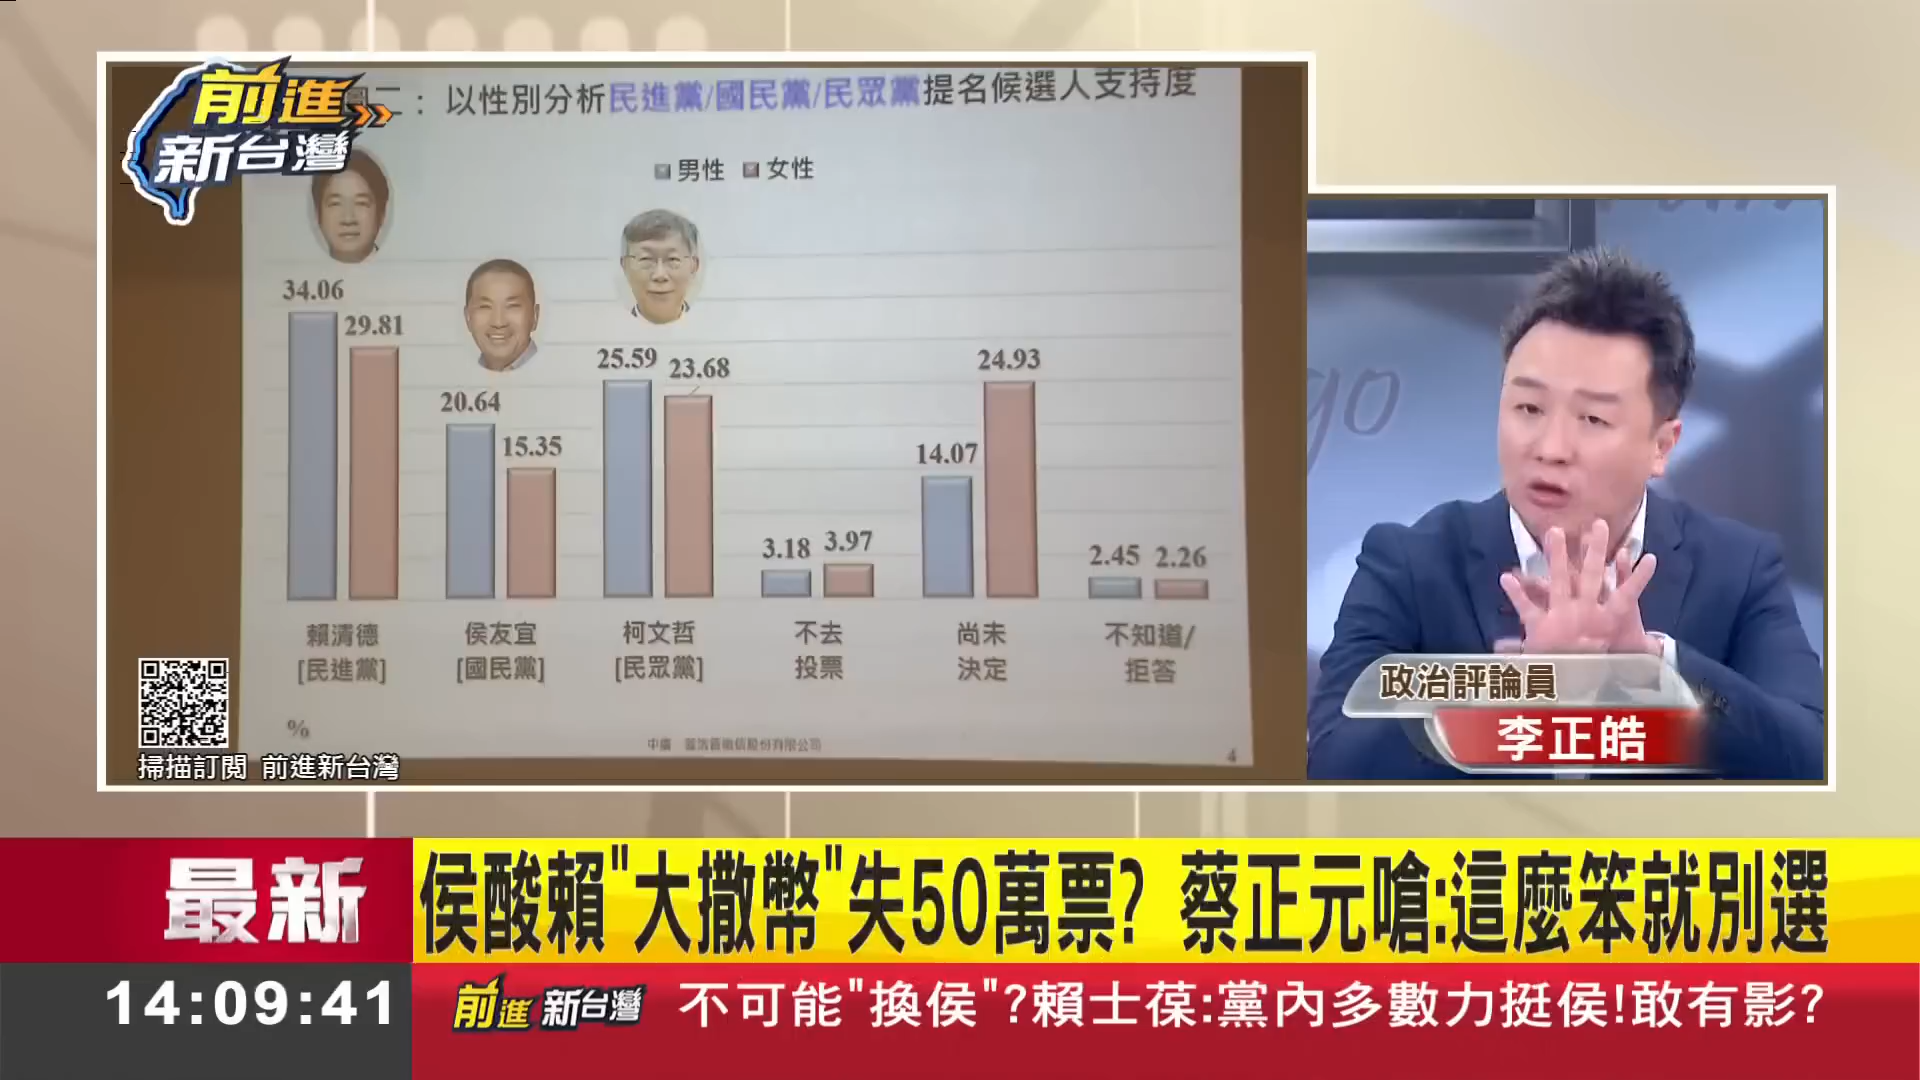 前進
新台灣
二：以性別分析民進黨/國民黨/民眾黨提名候選人支持度
男性 女性
34.06 29.81
20.64 15.35
25.59 23.68
3.18 3.97
14.07 24.93
2.45 2.26
賴清德
[民進黨]
侯友宜
[國民黨]
柯文哲
[民眾黨]
不去
投票
尚未
決定
不知道/
拒答
%
4
掃描訂閱 前進新台灣
政治評論員
李正皓
最新
侯酸賴"大撒幣"失50萬票? 蔡正元嗆:這麼笨就別選
14:09:41
前進新台灣 不可能"換侯"?賴士葆:黨內多數力挺侯!敢有影?